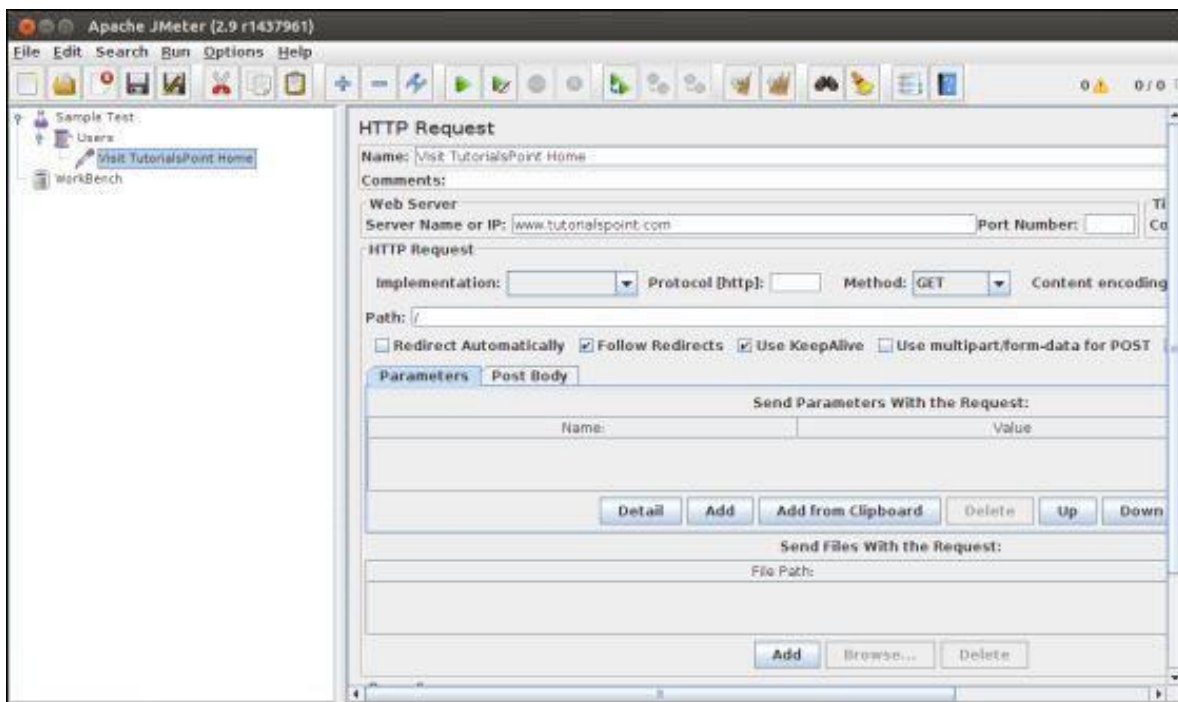 Apache JMeter (2.9 r1437961)
File Edit Search Run Options Help
0 0 / 0
Sample Test
Users
Visit TutorialsPoint Home
WorkBench
HTTP Request
Name: Visit TutorialsPoint Home
Comments:
Web Server
Ti
Server Name or IP: www.tutorialspoint.com Port Number: Co
HTTP Request
Implementation: Protocol [http]: Method: GET Content encoding
Path: /
Redirect Automatically Follow Redirects Use KeepAlive Use multipart/form-data for POST
Parameters Post Body
Send Parameters With the Request:
Name: Value
Detail Add Add from Clipboard Delete Up Down
Send Files With the Request:
File Path:
Add Browse... Delete